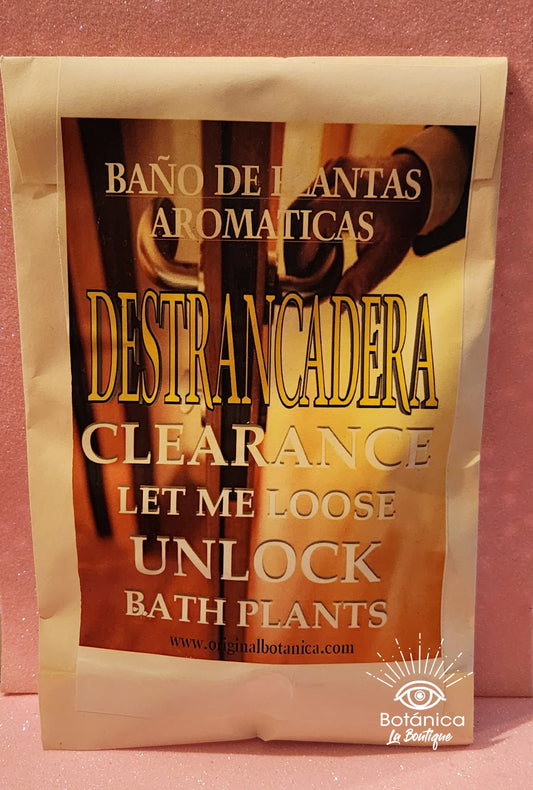 BAÑO DE PLANTAS
AROMATICAS
DESTRANCADERA
CLEARANCE
LET ME LOOSE
UNLOCK
BATH PLANTS
www.originalbotanica.com
Botánica
La Boutique